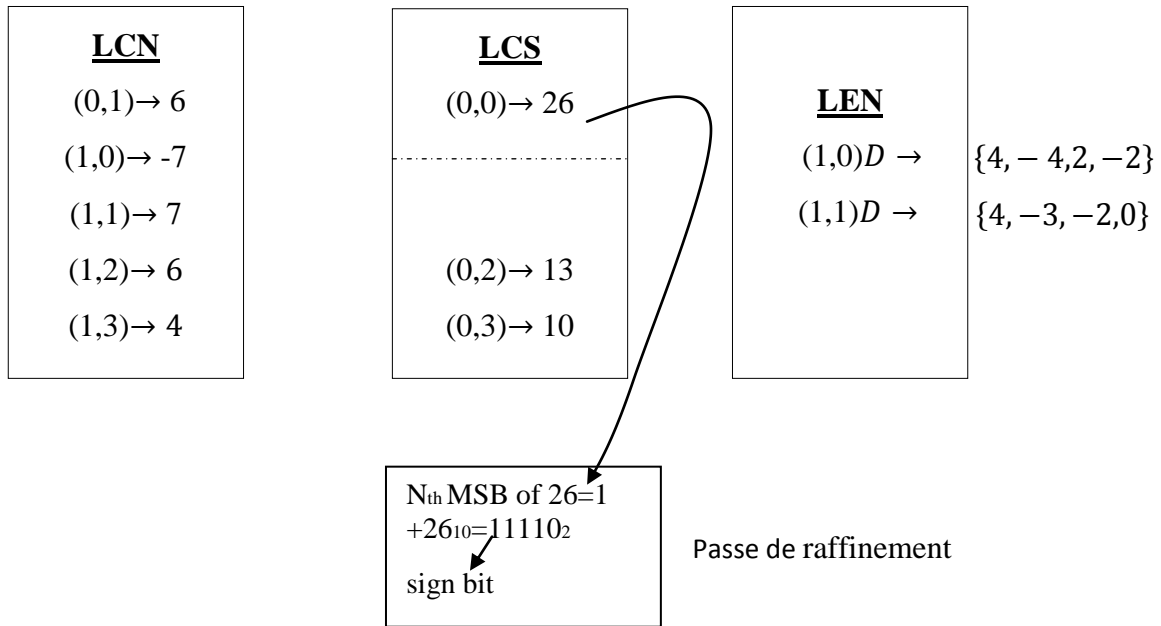 LCN
(0,1)→ 6
(1,0)→ -7
(1,1)→ 7
(1,2)→ 6
(1,3)→ 4
LCS
(0,0)→ 26
(0,2)→ 13
(0,3)→ 10
LEN
(1,0)D → {4, − 4,2, −2}
(1,1)D → {4, −3, −2,0}
Nth MSB of 26=1
+26₁₀=11110₂
sign bit
Passe de raffinement